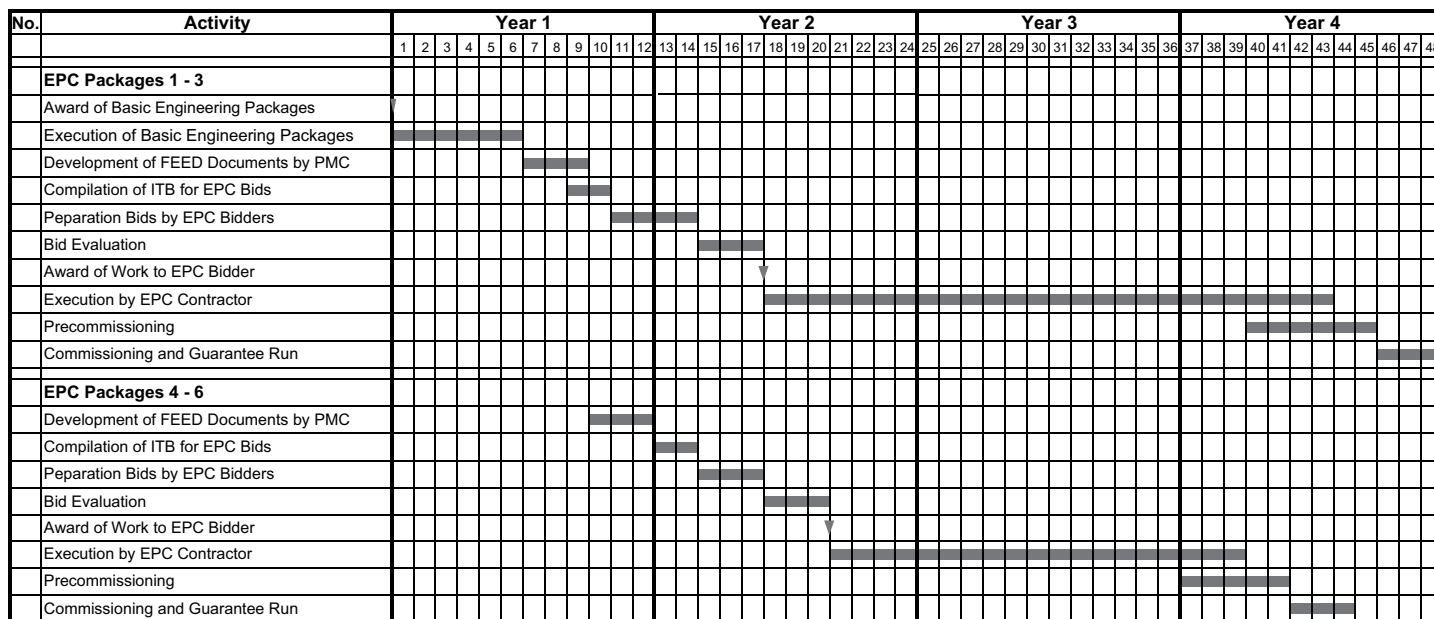 No. Activity Year 1 Year 2 Year 3 Year 4
1 2 3 4 5 6 7 8 9 10 11 12 13 14 15 16 17 18 19 20 21 22 23 24 25 26 27 28 29 30 31 32 33 34 35 36 37 38 39 40 41 42 43 44 45 46 47 48
EPC Packages 1 - 3
Award of Basic Engineering Packages
Execution of Basic Engineering Packages
Development of FEED Documents by PMC
Compilation of ITB for EPC Bids
Peparation Bids by EPC Bidders
Bid Evaluation
Award of Work to EPC Bidder
Execution by EPC Contractor
Precommissioning
Commissioning and Guarantee Run
EPC Packages 4 - 6
Development of FEED Documents by PMC
Compilation of ITB for EPC Bids
Peparation Bids by EPC Bidders
Bid Evaluation
Award of Work to EPC Bidder
Execution by EPC Contractor
Precommissioning
Commissioning and Guarantee Run